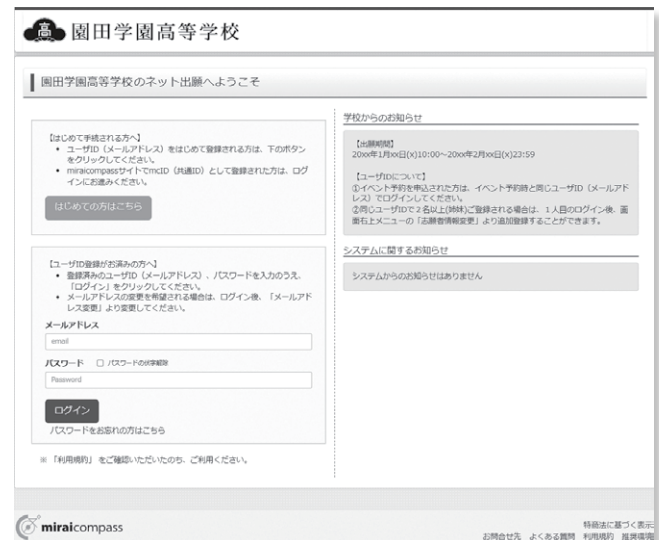 高 園田学園高等学校
園田学園高等学校のネット出願へようこそ
【はじめて手続される方へ】
• ユーザID（メールアドレス）をはじめて登録される方は、下のボタン
をクリックしてください。
• miraicompassサイトでmcID（共通ID）として登録された方は、ログ
インにお進みください。
はじめての方はこちら
【ユーザID登録がお済みの方へ】
• 登録済みのユーザID（メールアドレス）、パスワードを入力のうえ、
「ログイン」をクリックしてください。
• メールアドレスの変更を希望される場合は、ログイン後、「メールアド
レス変更」より変更してください。
メールアドレス
email
パスワード □ パスワードの伏字解除
Password
ログイン
パスワードをお忘れの方はこちら
※ 「利用規約」をご確認いただいたのち、ご利用ください。
学校からのお知らせ
【出願期間】
20xx年1月xx日(x)10:00～20xx年2月xx日(x)23:59
【ユーザIDについて】
①イベント予約を申込された方は、イベント予約時と同じユーザID（メールアド
レス）でログインしてください。
②同じユーザIDで２名以上(姉妹)ご登録される場合は、１人目のログイン後、画
面右上メニューの「志願者情報変更」より追加登録することができます。
システムに関するお知らせ
システムからのお知らせはありません
miraicompass
特商法に基づく表示
お問合せ先 よくある質問 利用規約 推奨環境